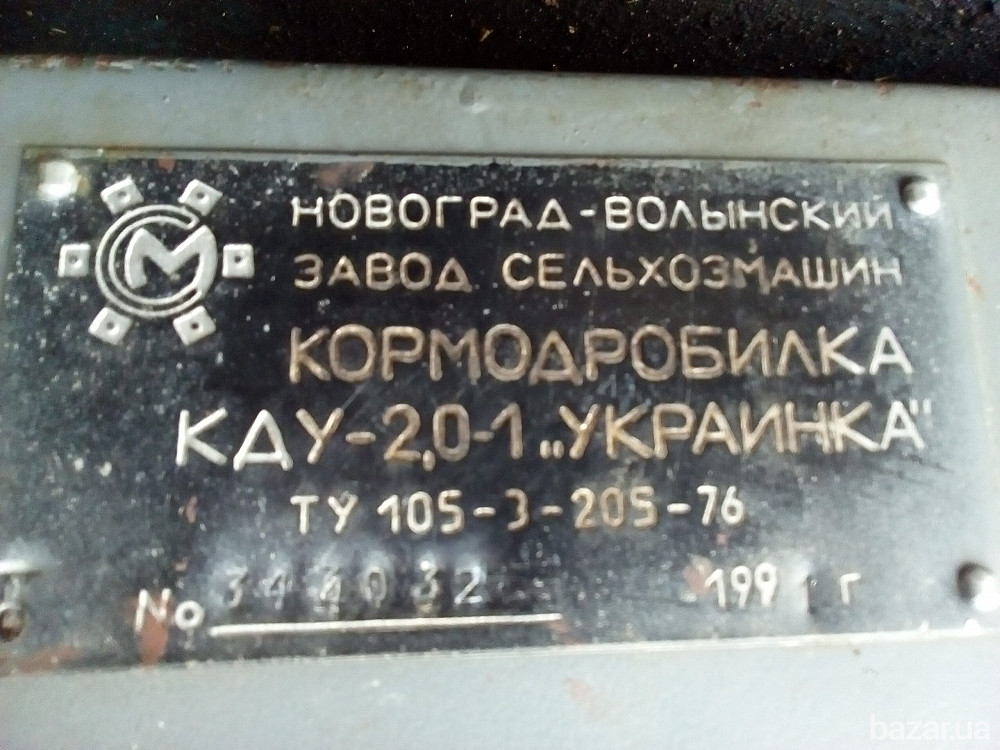 НОВОГРАД-ВОЛЫНСКИЙ
ЗАВОД СЕЛЬХОЗМАШИН
КОРМОДРОБИЛКА
КДУ-2,0-1 „УКРАИНКА"
ТУ 105-3-205-76
No
199 г
СМ
bazar.ua